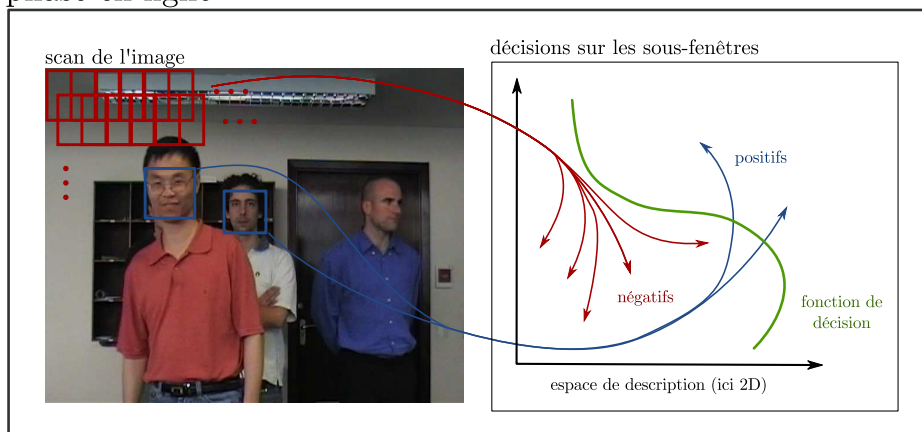 phase en ligne
scan de l'image
décisions sur les sous-fenêtres
positifs
négatifs
fonction de
décision
espace de description (ici 2D)